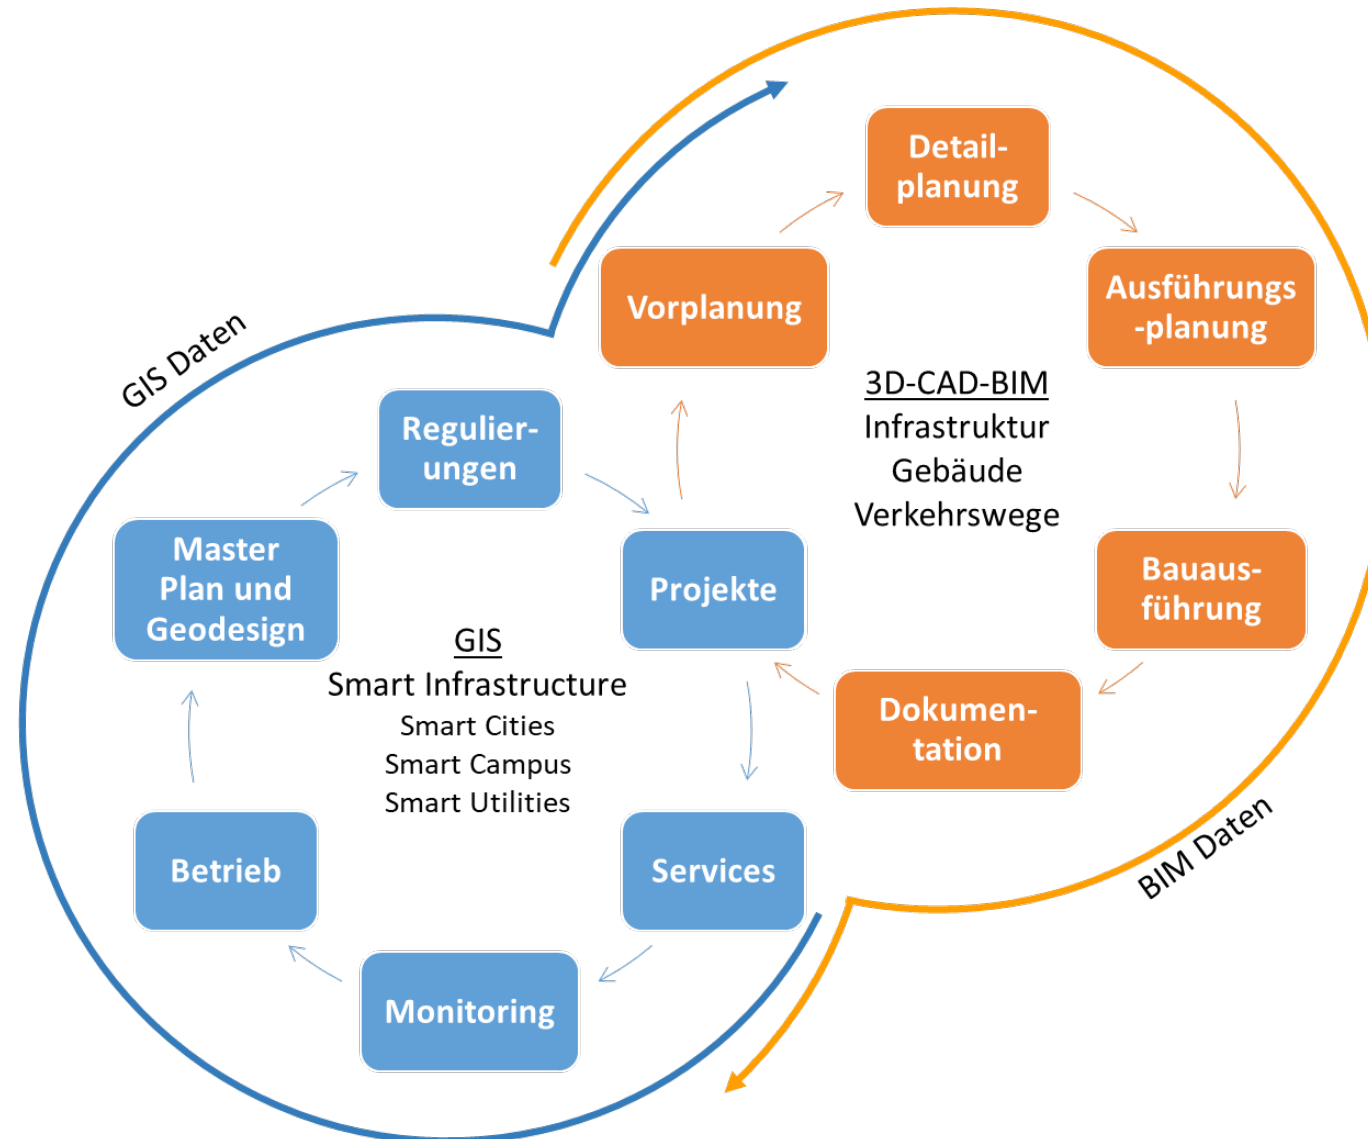 Detail-
planung
Vorplanung
Ausführungs
-planung
GIS Daten
3D-CAD-BIM
Infrastruktur
Gebäude
Verkehrswege
Regulier-
ungen
Master
Plan und
Geodesign
Projekte
Bauaus-
führung
GIS
Smart Infrastructure
Smart Cities
Smart Campus
Smart Utilities
Dokumen-
tation
Betrieb
Services
BIM Daten
Monitoring